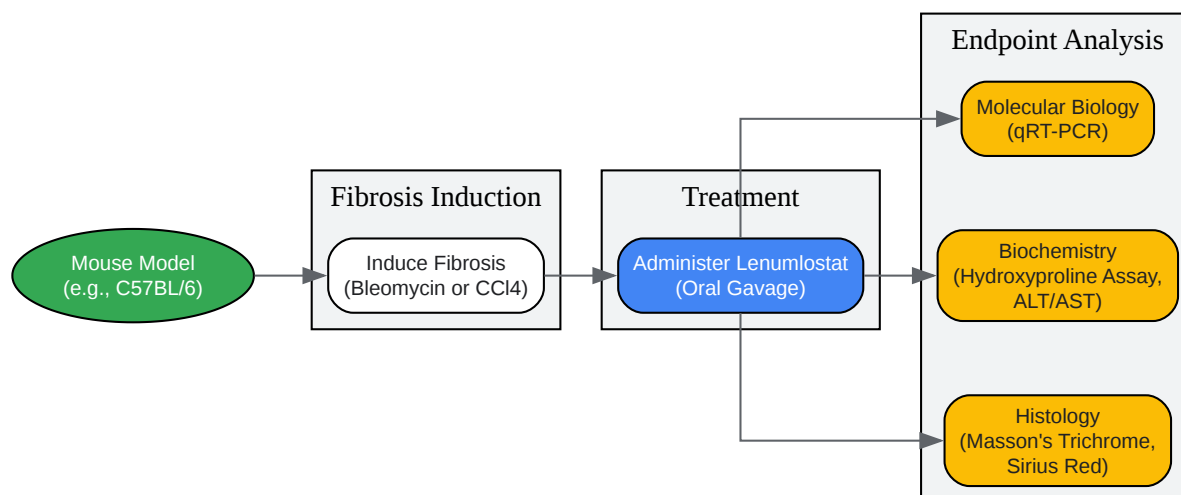 Mouse Model
(e.g., C57BL/6)
Fibrosis Induction
Induce Fibrosis
(Bleomycin or CCl4)
Treatment
Administer Lenumlostat
(Oral Gavage)
Endpoint Analysis
Molecular Biology
(qRT-PCR)
Biochemistry
(Hydroxyproline Assay,
ALT/AST)
Histology
(Masson's Trichrome,
Sirius Red)